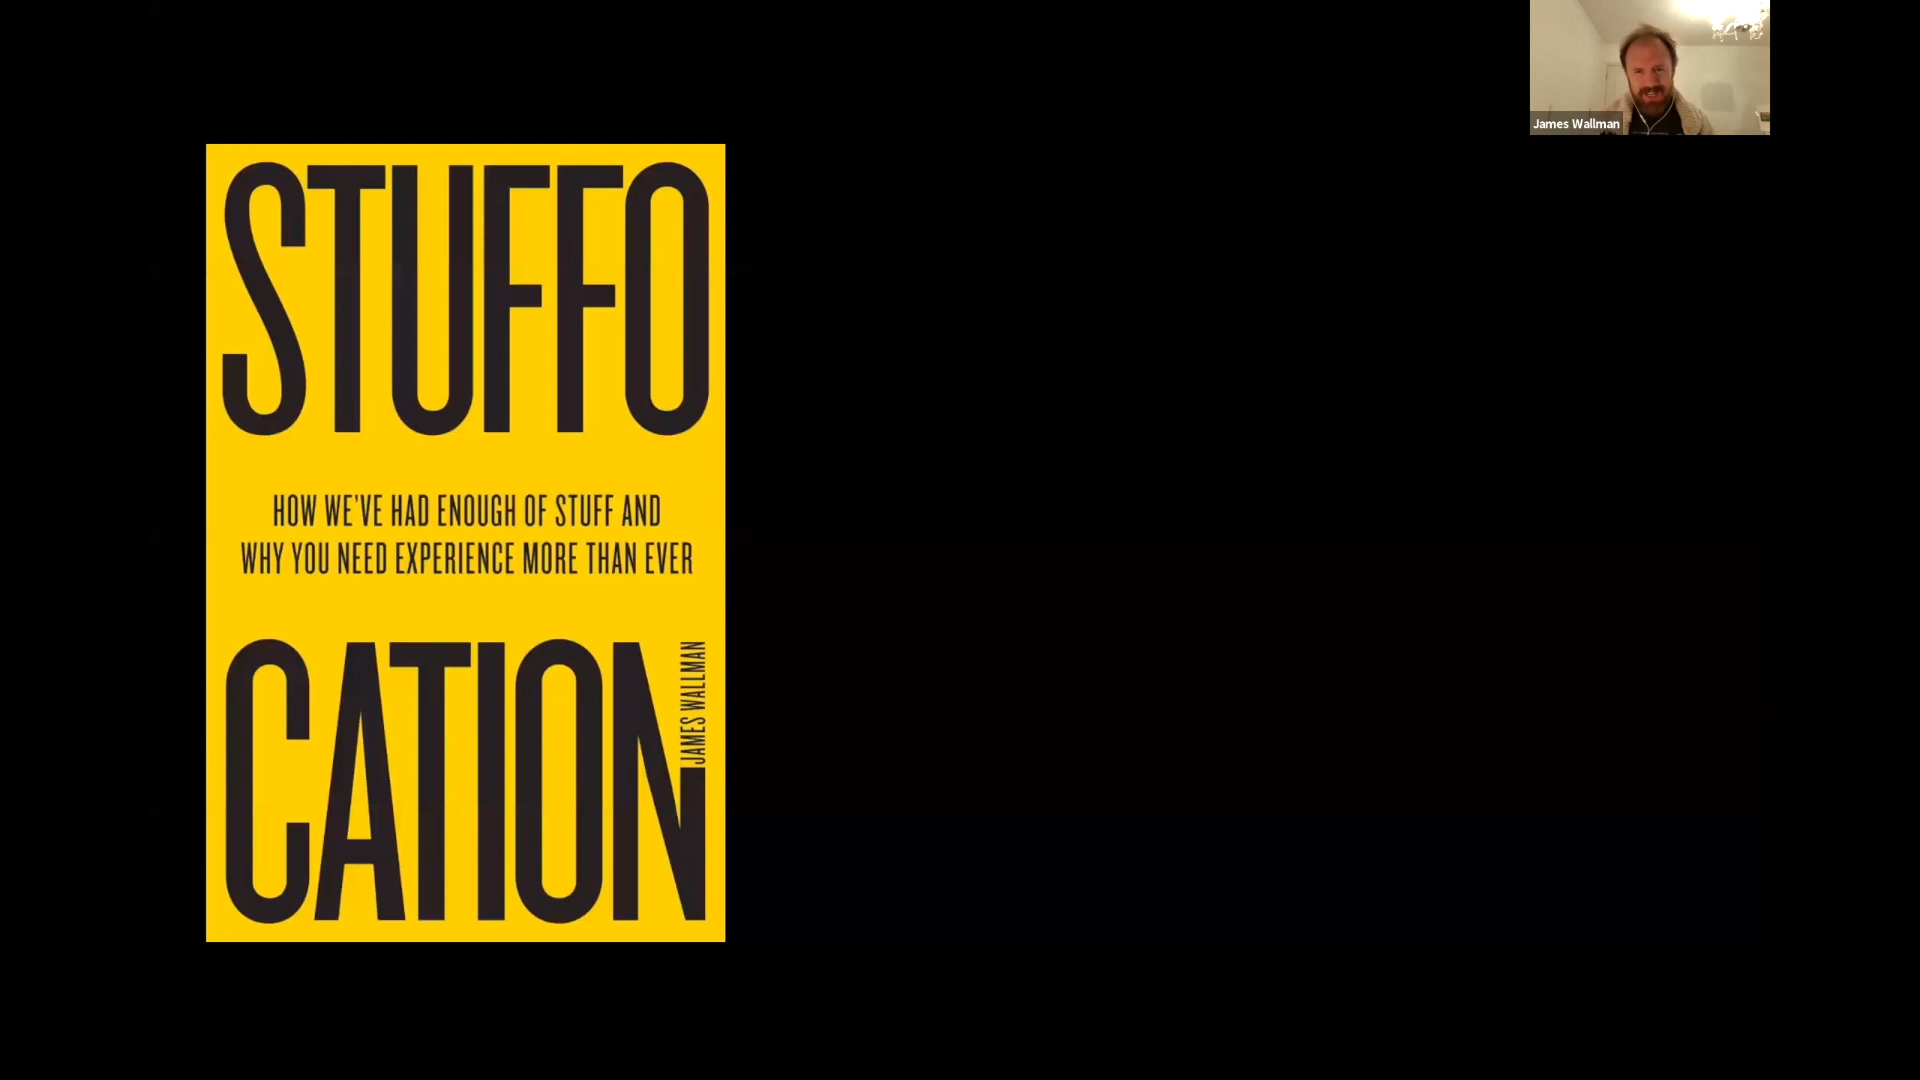 James Wallman
STUFFO
HOW WE'VE HAD ENOUGH OF STUFF AND
WHY YOU NEED EXPERIENCE MORE THAN EVER
CATION
JAMES WALLMAN